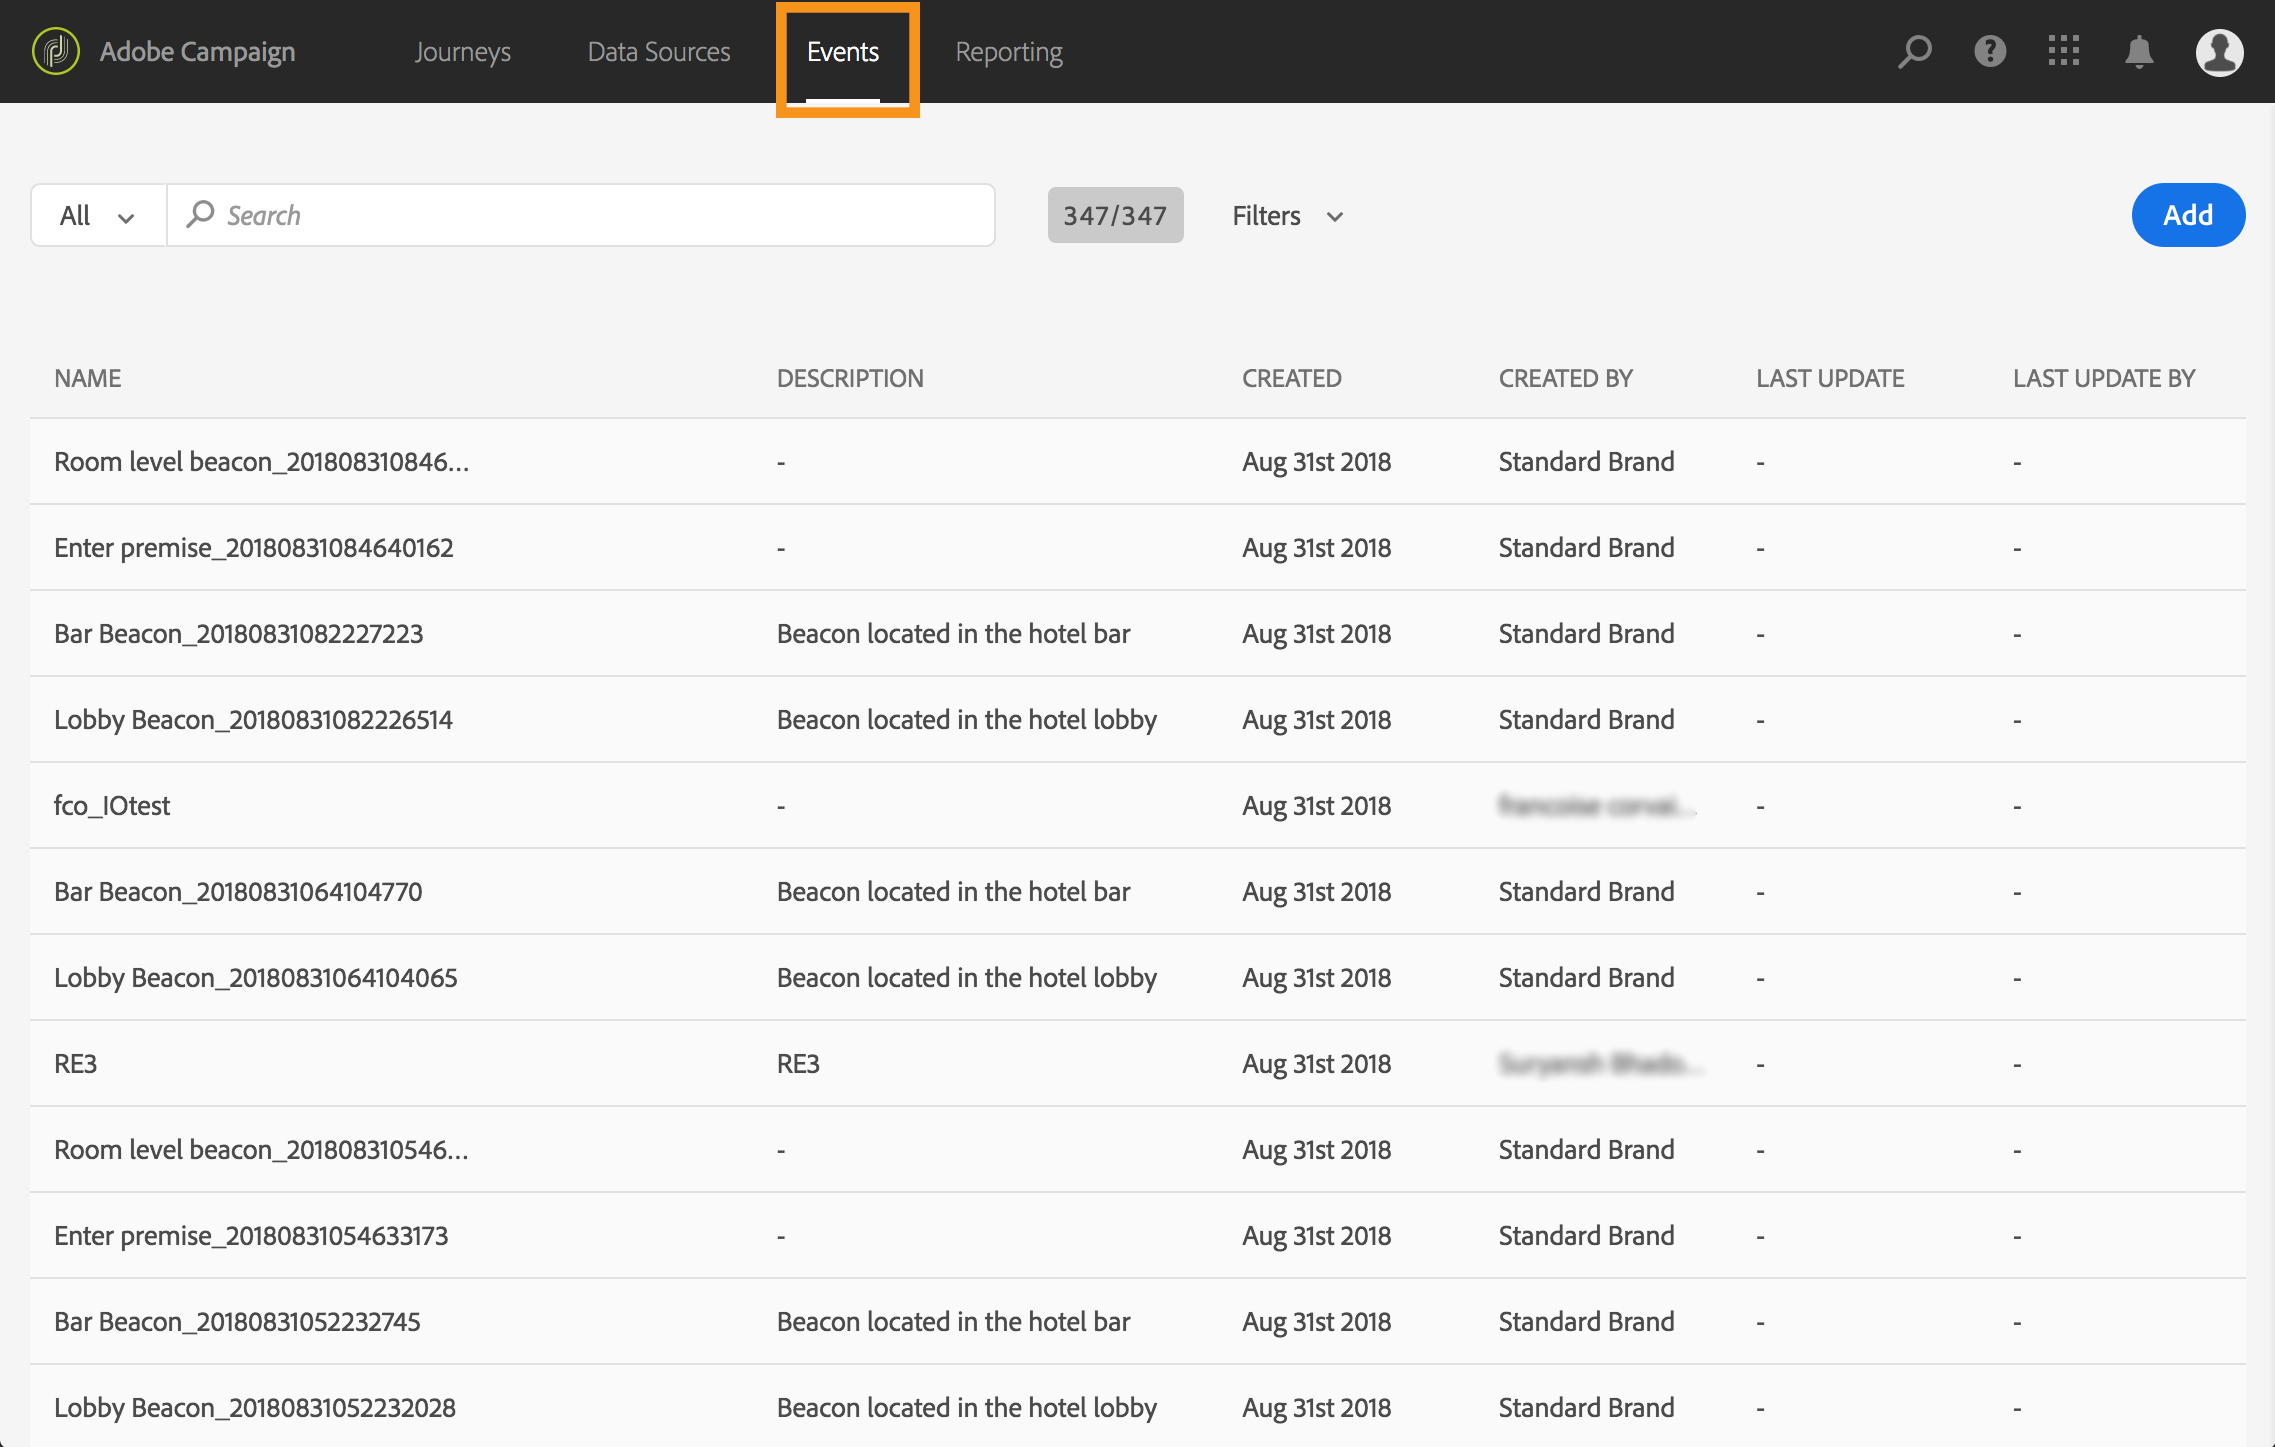 Adobe Campaign Journeys Data Sources Events Reporting
All Search 347/347 Filters Add
NAME DESCRIPTION CREATED CREATED BY LAST UPDATE LAST UPDATE BY
Room level beacon_201808310846... - Aug 31st 2018 Standard Brand - -
Enter premise_20180831084640162 - Aug 31st 2018 Standard Brand - -
Bar Beacon_20180831082227223 Beacon located in the hotel bar Aug 31st 2018 Standard Brand - -
Lobby Beacon_20180831082226514 Beacon located in the hotel lobby Aug 31st 2018 Standard Brand - -
fco_IOtest - Aug 31st 2018 - -
Bar Beacon_20180831064104770 Beacon located in the hotel bar Aug 31st 2018 Standard Brand - -
Lobby Beacon_20180831064104065 Beacon located in the hotel lobby Aug 31st 2018 Standard Brand - -
RE3 RE3 Aug 31st 2018 - -
Room level beacon_201808310546... - Aug 31st 2018 Standard Brand - -
Enter premise_20180831054633173 - Aug 31st 2018 Standard Brand - -
Bar Beacon_20180831052232745 Beacon located in the hotel bar Aug 31st 2018 Standard Brand - -
Lobby Beacon_20180831052232028 Beacon located in the hotel lobby Aug 31st 2018 Standard Brand - -